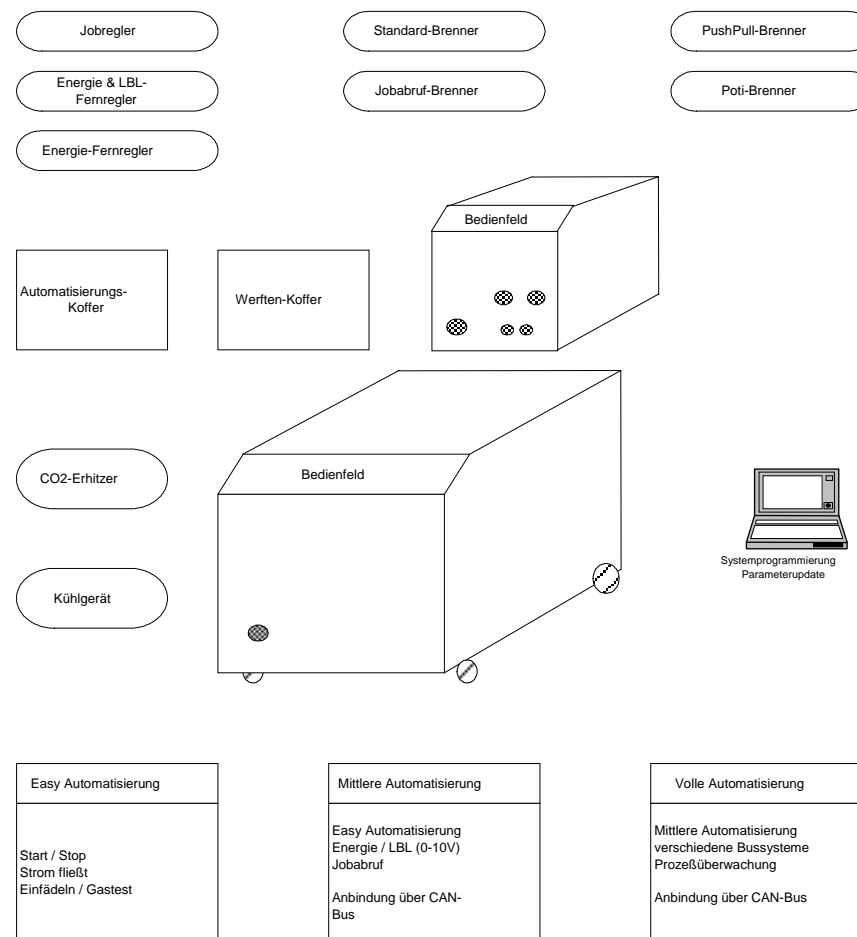 Jobregler
Standard-Brenner
PushPull-Brenner
Energie & LBL-
Fernregler
Jobabruf-Brenner
Poti-Brenner
Energie-Fernregler
Bedienfeld
Automatisierungs-
Koffer
Werften-Koffer
Bedienfeld
CO2-Erhitzer
Kühlgerät
Systemprogrammierung
Parameterupdate
Easy Automatisierung
Start / Stop
Strom fließt
Einfädeln / Gastest
Mittlere Automatisierung
Easy Automatisierung
Energie / LBL (0-10V)
Jobabruf
Anbindung über CAN-
Bus
Volle Automatisierung
Mittlere Automatisierung
verschiedene Bussysteme
Prozeßüberwachung
Anbindung über CAN-Bus